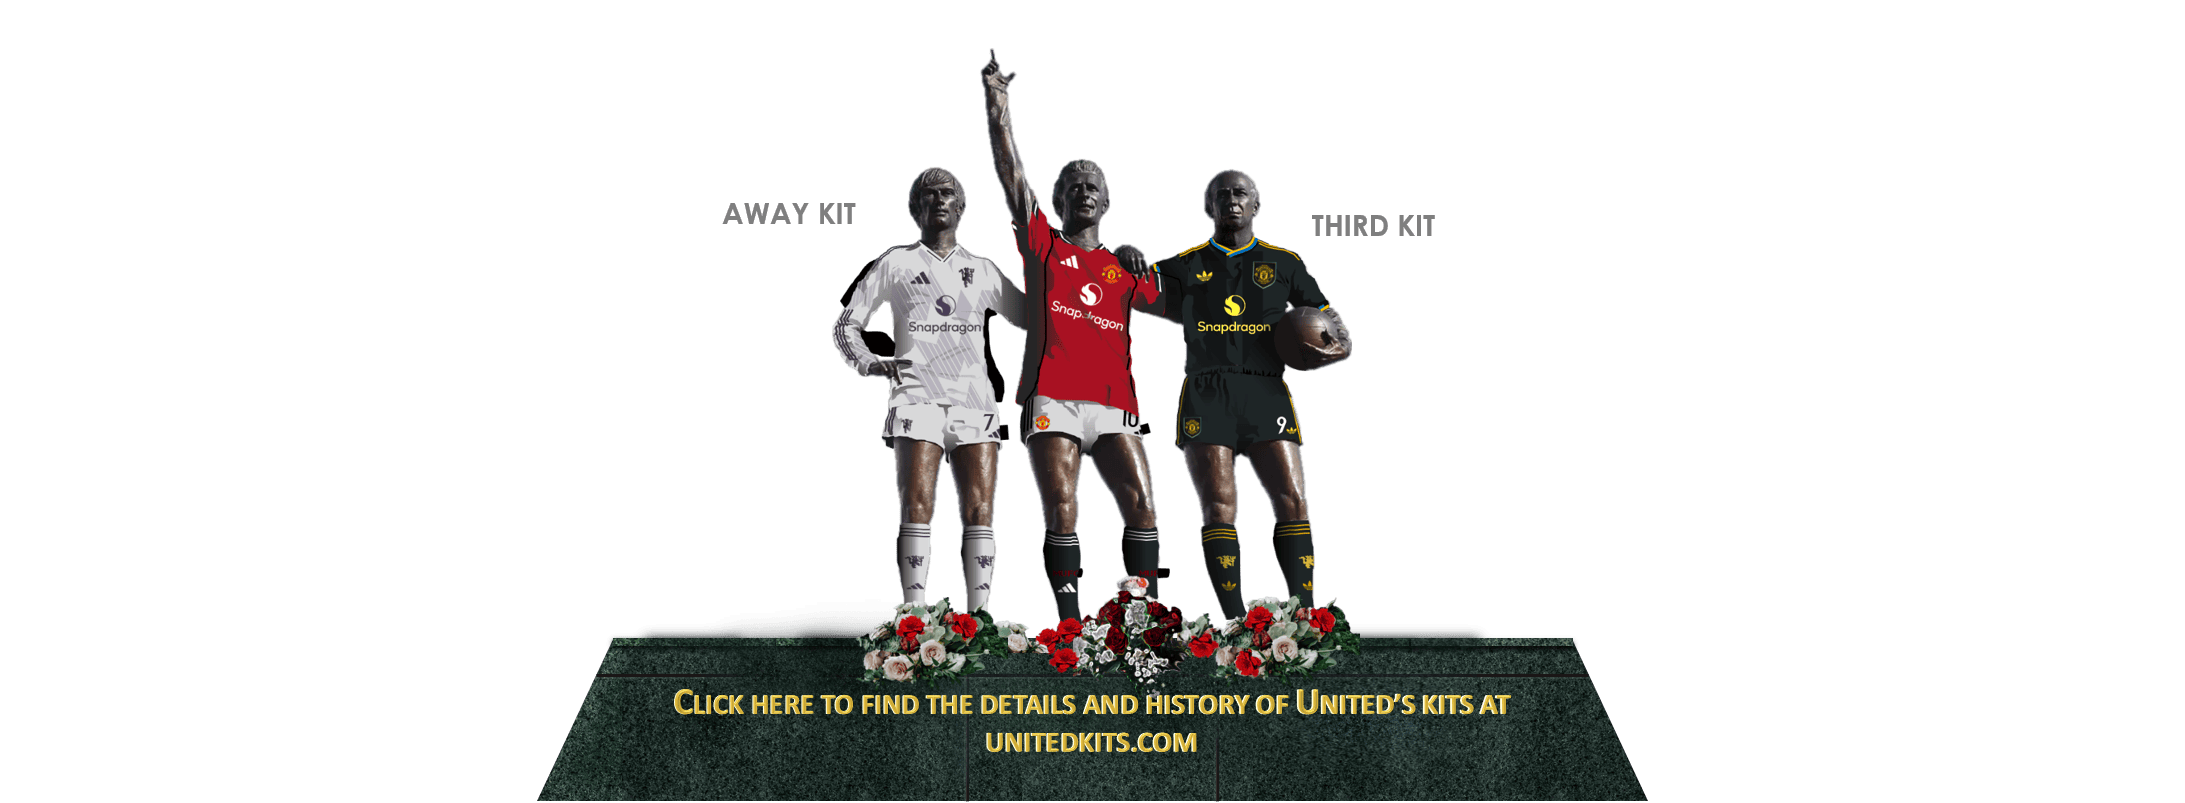 AWAY KIT
THIRD KIT
Snapdragon
Snapdragon
Snapdragon
7
10
9
Click here to find the details and history of United's kits at
unitedkits.com